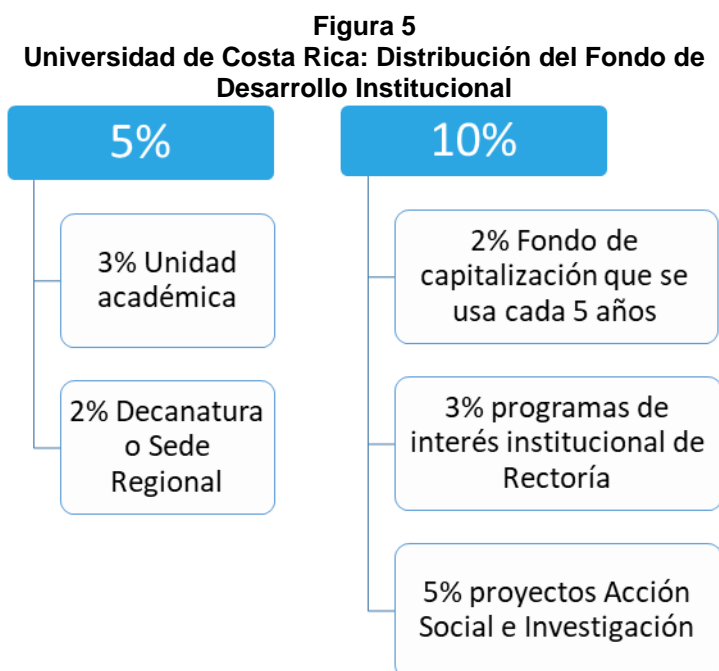 Figura 5
Universidad de Costa Rica: Distribución del Fondo de
Desarrollo Institucional
5%
3% Unidad
académica
2% Decanatura
o Sede
Regional
10%
2% Fondo de
capitalización que se
usa cada 5 años
3% programas de
interés institucional de
Rectoría
5% proyectos Acción
Social e Investigación